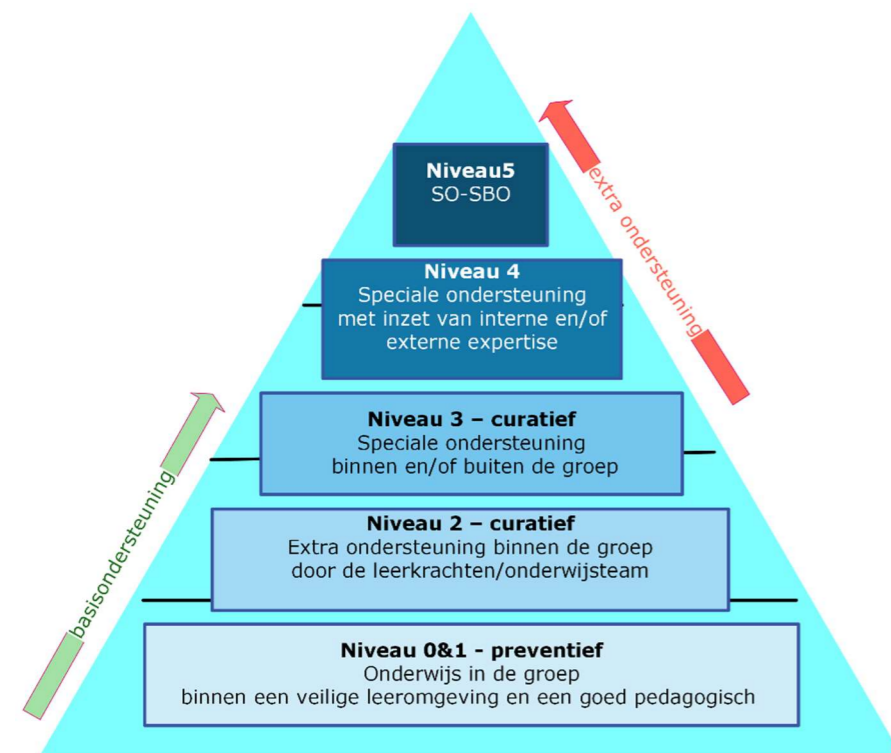 Niveau5
SO-SBO
extra ondersteuning
Niveau 4
Speciale ondersteuning
met inzet van interne en/of
externe expertise
Niveau 3 – curatief
Speciale ondersteuning
binnen en/of buiten de groep
basisondersteuning
Niveau 2 – curatief
Extra ondersteuning binnen de groep
door de leerkrachten/onderwijsteam
Niveau 0&1 - preventief
Onderwijs in de groep
binnen een veilige leeromgeving en een goed pedagogisch